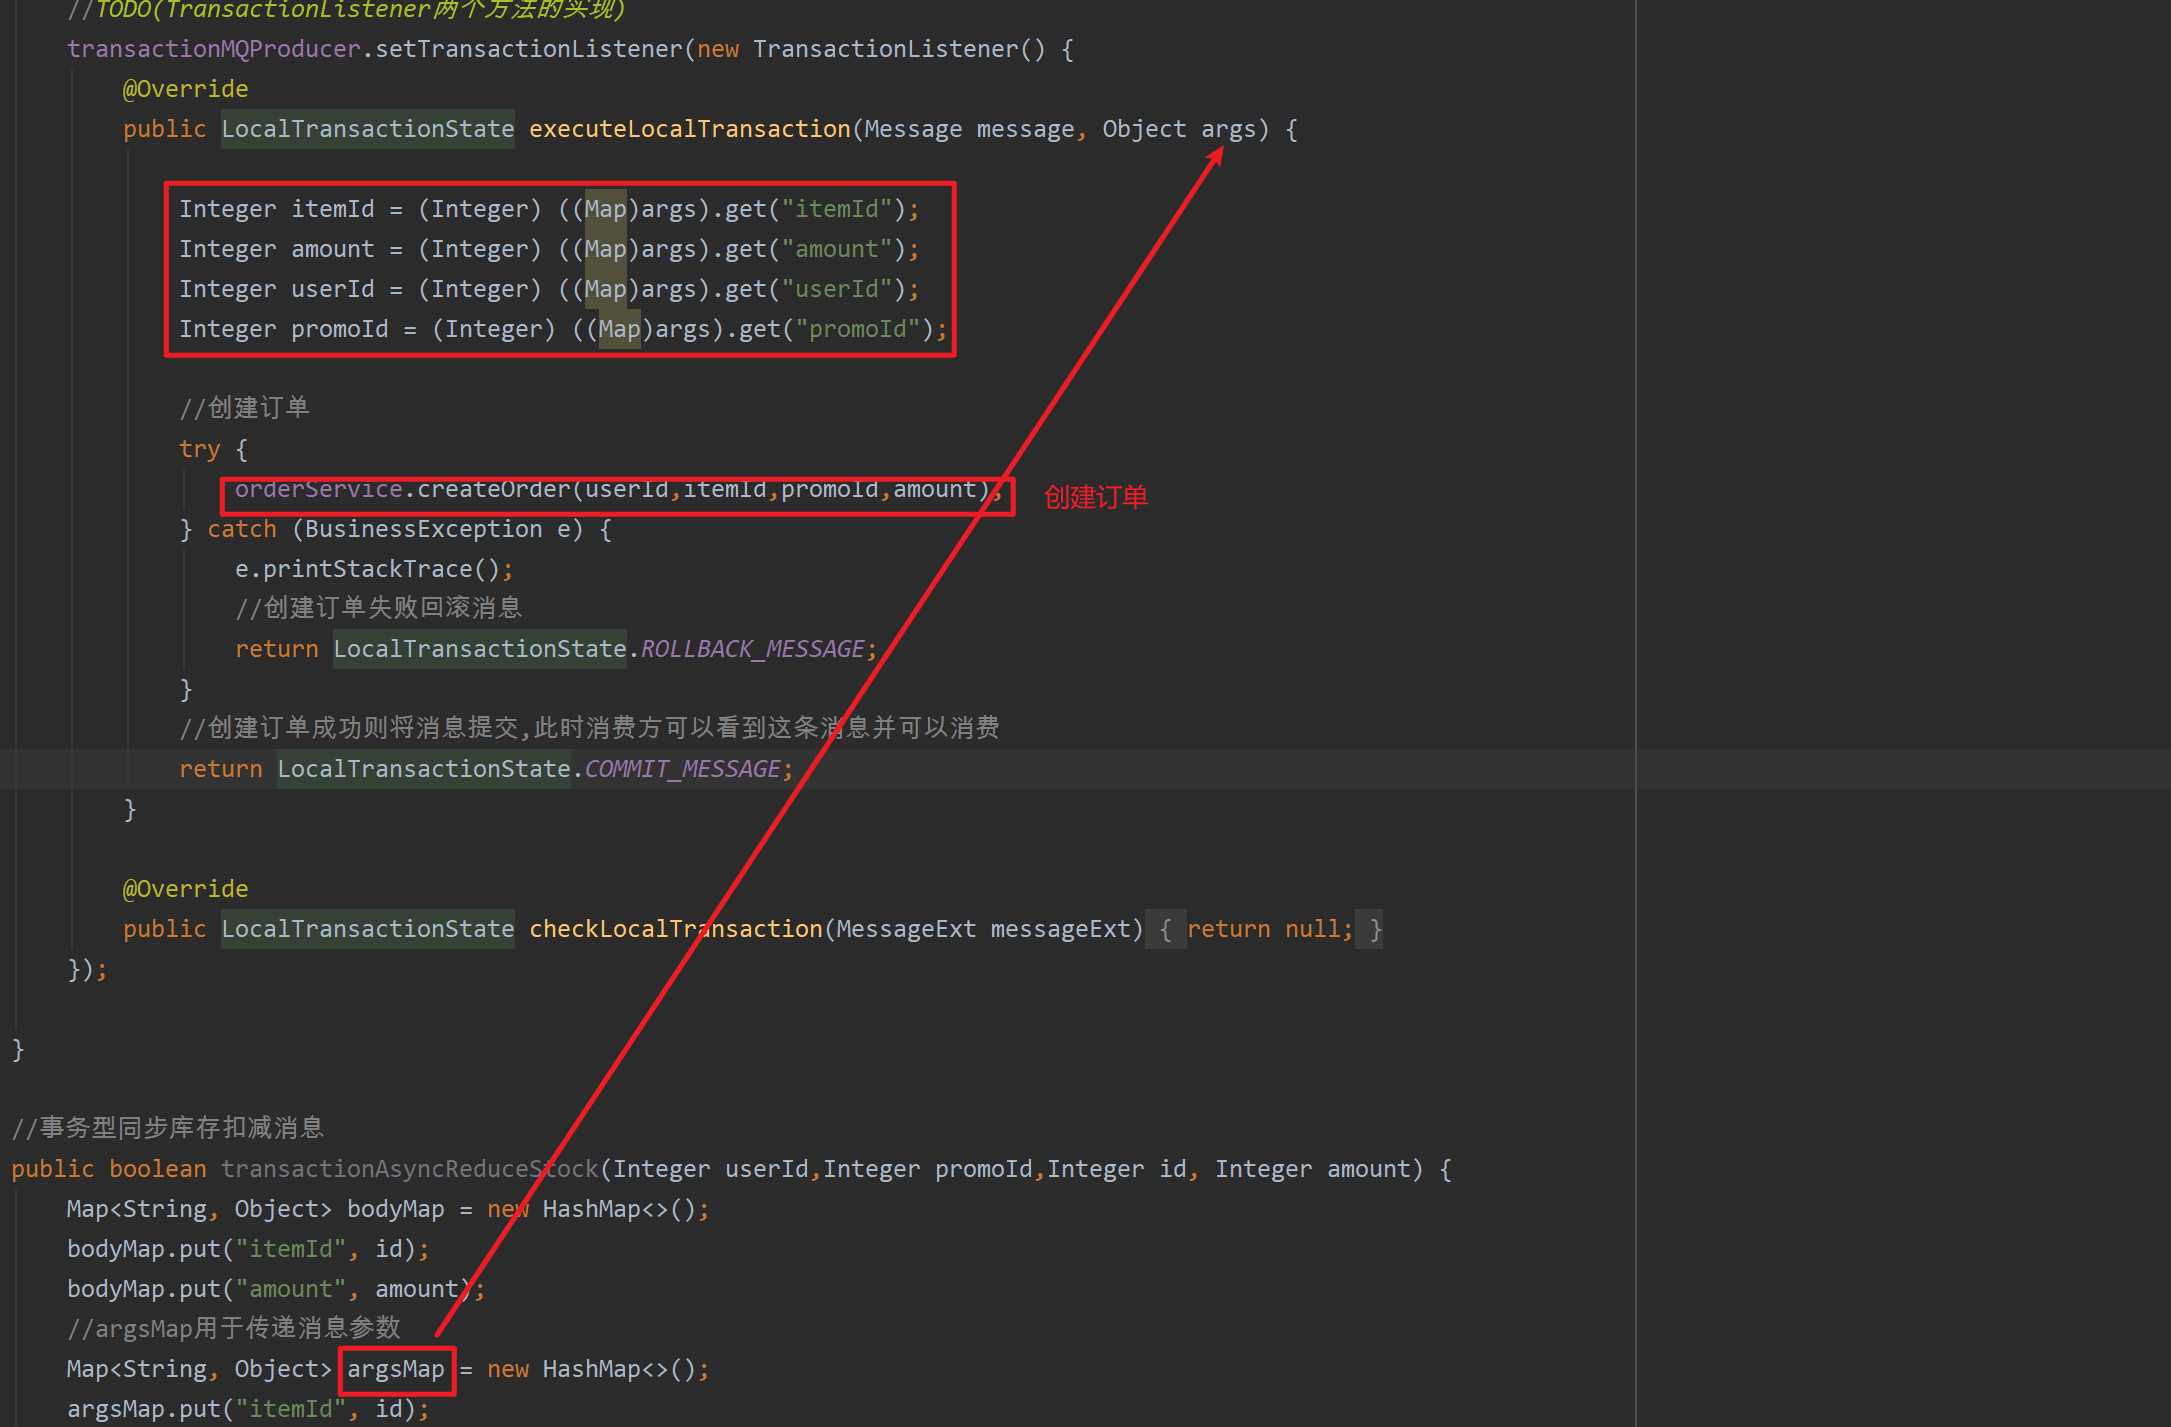 //TODO(TransactionListener两个方法的实现)
transactionMQProducer.setTransactionListener(new TransactionListener() {
@Override
public LocalTransactionState executeLocalTransaction(Message message, Object args) {
Integer itemId = (Integer) ((Map)args).get("itemId");
Integer amount = (Integer) ((Map)args).get("amount");
Integer userId = (Integer) ((Map)args).get("userId");
Integer promoId = (Integer) ((Map)args).get("promoId");
//创建订单
try {
orderService.createOrder(userId,itemId,promoId,amount); 创建订单
} catch (BusinessException e) {
e.printStackTrace();
//创建订单失败回滚消息
return LocalTransactionState.ROLLBACK_MESSAGE;
}
//创建订单成功则将消息提交,此时消费方可以看到这条消息并可以消费
return LocalTransactionState.COMMIT_MESSAGE;
}
@Override
public LocalTransactionState checkLocalTransaction(MessageExt messageExt) { return null; }
});
}
//事务型同步库存扣减消息
public boolean transactionAsyncReduceStock(Integer userId,Integer promoId,Integer id, Integer amount) {
Map<String, Object> bodyMap = new HashMap<>();
bodyMap.put("itemId", id);
bodyMap.put("amount", amount);
//argsMap用于传递消息参数
Map<String, Object> argsMap = new HashMap<>();
argsMap.put("itemId", id);